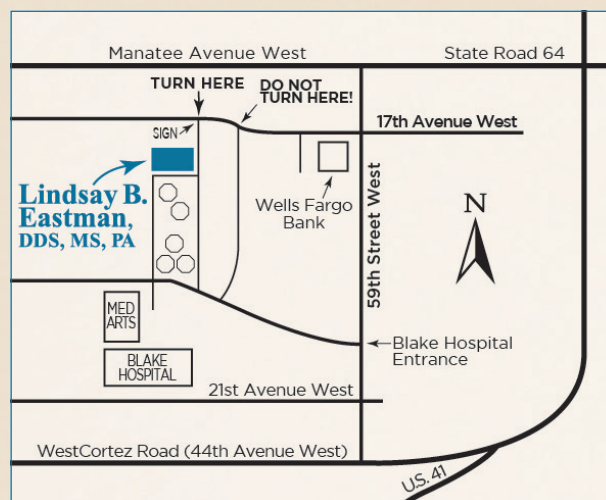 Manatee Avenue West
State Road 64
TURN HERE
DO NOT
TURN HERE!
SIGN
17th Avenue West
Lindsay B.
Eastman,
DDS, MS, PA
Wells Fargo
Bank
59th Street West
N
MED
ARTS
BLAKE
HOSPITAL
Blake Hospital
Entrance
21st Avenue West
WestCortez Road (44th Avenue West)
U.S. 41